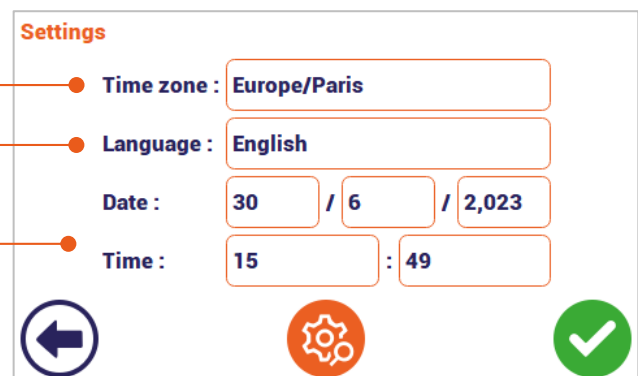 Settings
Time zone : Europe/Paris
Language : English
Date : 30 / 6 / 2,023
Time : 15 : 49